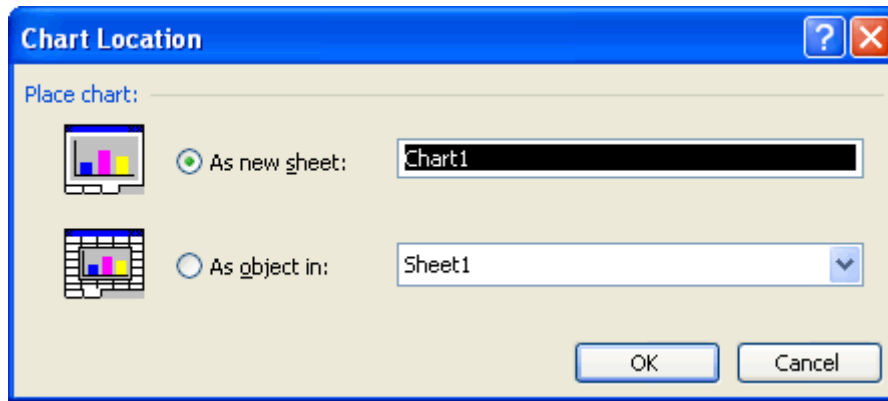 Chart Location
Place chart:
As new sheet: Chart1
As object in: Sheet1
OK Cancel